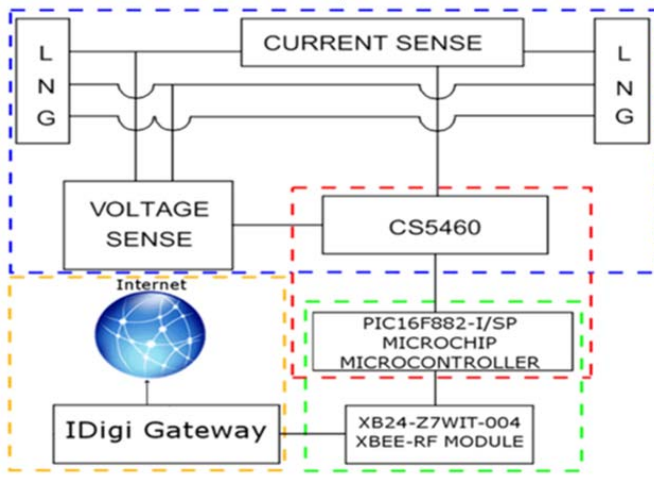 L
N
G
CURRENT SENSE
L
N
G
VOLTAGE
SENSE
CS5460
Internet
PIC16F882-I/SP
MICROCHIP
MICROCONTROLLER
IDigi Gateway
XB24-Z7WIT-004
XBEE-RF MODULE